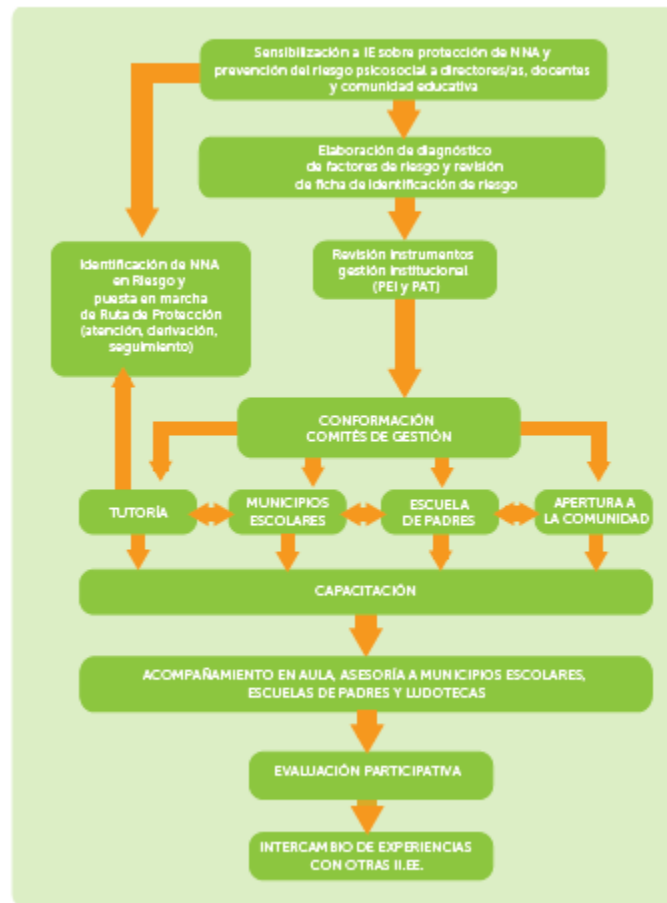 Sensibilización a IE sobre protección de NNA y
prevención del riesgo psicosocial a directores/as, docentes
y comunidad educativa
Elaboración de diagnóstico
de factores de riesgo y revisión
de ficha de identificación de riesgo
Identificación de NNA
en Riesgo y
puesta en marcha
de Ruta de Protección
(atención, derivación,
seguimiento)
Revisión instrumentos
gestión institucional
(PEI y PAT)
CONFORMACIÓN
COMITÉS DE GESTIÓN
TUTORÍA
MUNICIPIOS
ESCOLARES
ESCUELA
DE PADRES
APERTURA A
LA COMUNIDAD
CAPACITACIÓN
ACOMPAÑAMIENTO EN AULA, ASESORÍA A MUNICIPIOS ESCOLARES,
ESCUELAS DE PADRES Y LUDOTECAS
EVALUACIÓN PARTICIPATIVA
INTERCAMBIO DE EXPERIENCIAS
CON OTRAS II.EE.